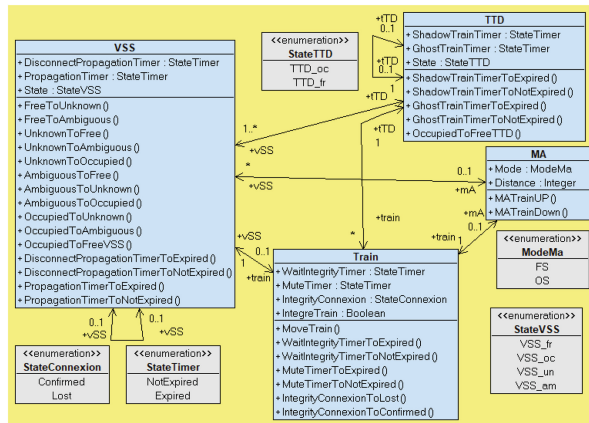 VSS
+ DisconnectPropagationTimer : StateTimer
+ PropagationTimer : StateTimer
+ State : StateVSS
+ FreeToUnknown()
+ FreeToAmbiguous()
+ UnknownToFree()
+ UnknownToAmbiguous()
+ UnknownToOccupied()
+ AmbiguousToFree()
+ AmbiguousToUnknown()
+ AmbiguousToOccupied()
+ OccupiedToUnknown()
+ OccupiedToAmbiguous()
+ OccupiedToFreeVSS()
+ DisconnectPropagationTimerToExpired()
+ DisconnectPropagationTimerToNotExpired()
+ PropagationTimerToExpired()
+ PropagationTimerToNotExpired()
0..1
+vSS
0..1
+vSS
<<enumeration>>
StateConnexion
Confirmed
Lost
<<enumeration>>
StateTimer
NotExpired
Expired
<<enumeration>>
StateTTD
TTD_oc
TTD_fr
+tTD
0..1
+tTD
0..1
TTD
+ ShadowTrainTimer : StateTimer
+ GhostTrainTimer : StateTimer
+ State : StateTTD
+ ShadowTrainTimerToExpired()
+ ShadowTrainTimerToNotExpired()
+ GhostTrainTimerToExpired()
+ GhostTrainTimerToNotExpired()
+ OccupiedToFreeTTD()
1
+tTD
+tTD
1
1..*
+vSS
*
+vSS
0..1
+mA
MA
+ Mode : ModeMa
+ Distance : Integer
+ MATrainUP()
+ MATrainDown()
+mA
0..1
+train
1
+train
*
+vSS
0..1
1
+train
Train
+ WaitIntegrityTimer : StateTimer
+ MuteTimer : StateTimer
+ IntegrityConnection : StateConnexion
+ IntegreTrain : Boolean
+ MoveTrain()
+ WaitIntegrityTimerToExpired()
+ WaitIntegrityTimerToNotExpired()
+ MuteTimerToExpired()
+ MuteTimerToNotExpired()
+ IntegrityConnectionToLost()
+ IntegrityConnectionToConfirmed()
<<enumeration>>
ModeMa
FS
OS
<<enumeration>>
StateVSS
VSS_fr
VSS_oc
VSS_un
VSS_am